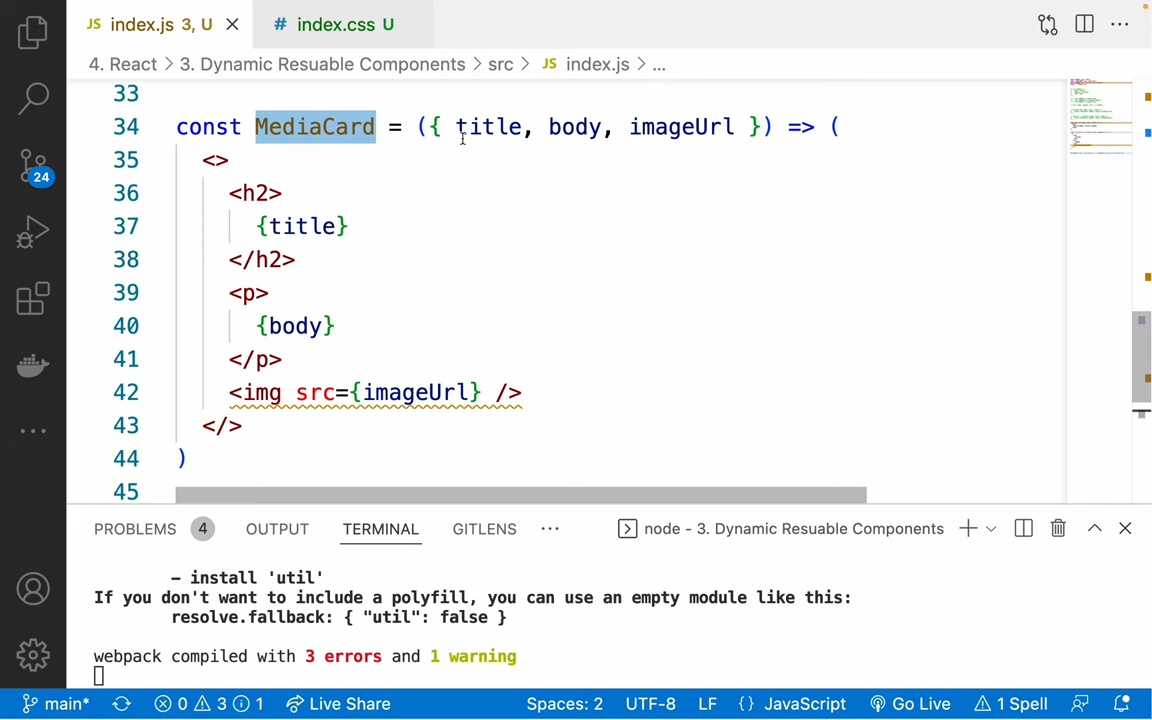 JS index.js 3, U
# index.css U
4. React > 3. Dynamic Resuable Components > src > JS index.js > ...
33
34 const MediaCard = ({ title, body, imageUrl }) => (
35 <>
36 <h2>
37 {title}
38 </h2>
39 <p>
40 {body}
41 </p>
42 <img src={imageUrl} />
43 </>
44 )
45
24
PROBLEMS 4 OUTPUT TERMINAL GITLENS ... node - 3. Dynamic Resuable Components
- install 'util'
If you don't want to include a polyfill, you can use an empty module like this:
resolve.fallback: { "util": false }
webpack compiled with 3 errors and 1 warning
main* 0 3 1 Live Share Spaces: 2 UTF-8 LF {} JavaScript Go Live 1 Spell